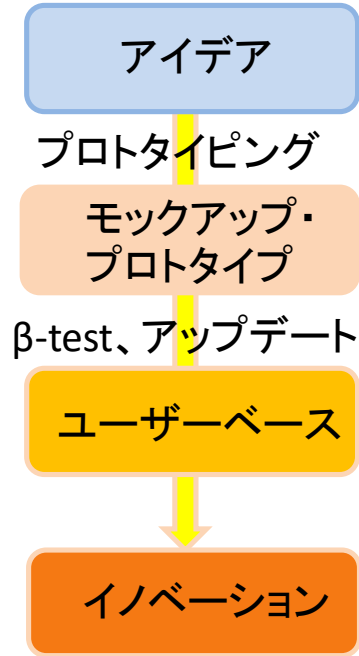 アイデア
プロトタイピング
モックアップ・
プロトタイプ
β-test、アップデート
ユーザーベース
イノベーション